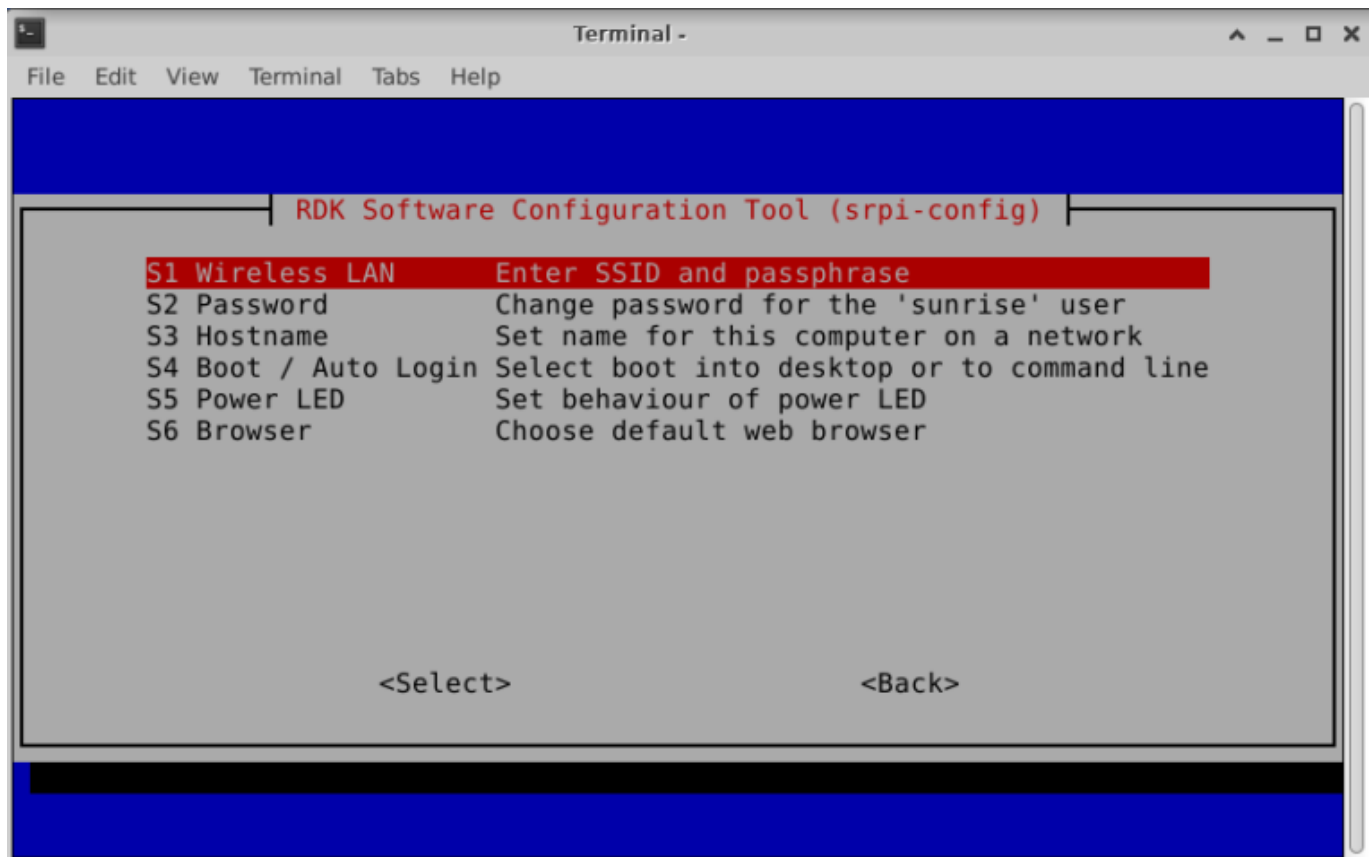 Terminal -
File Edit View Terminal Tabs Help
RDK Software Configuration Tool (srpi-config)
S1 Wireless LAN Enter SSID and passphrase
S2 Password Change password for the 'sunrise' user
S3 Hostname Set name for this computer on a network
S4 Boot / Auto Login Select boot into desktop or to command line
S5 Power LED Set behaviour of power LED
S6 Browser Choose default web browser
<Select> <Back>